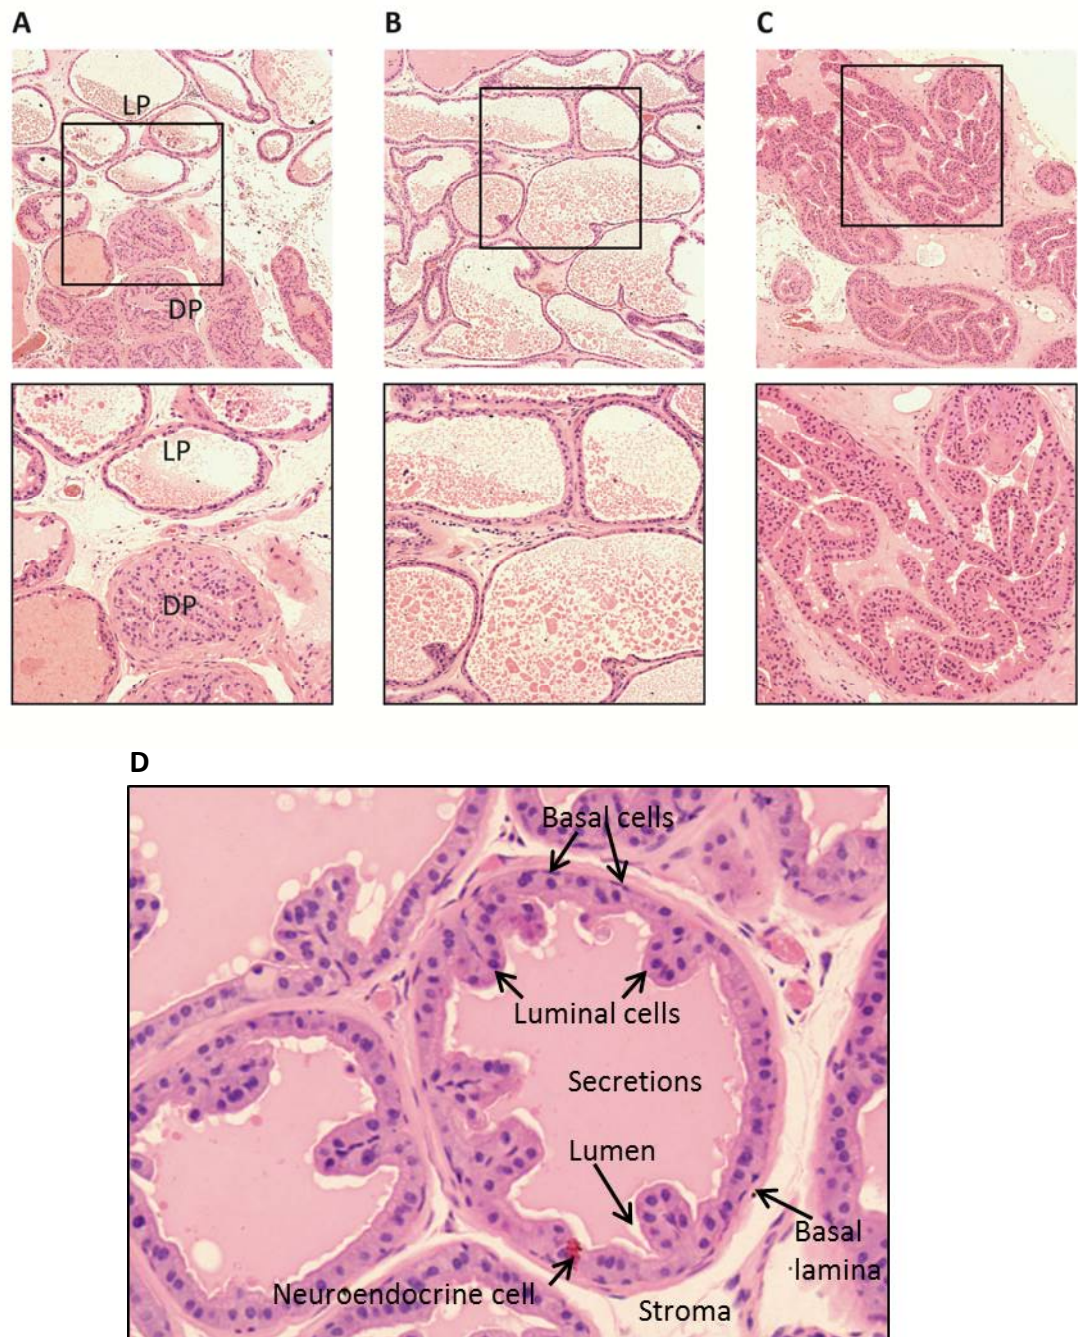 A
B
C
LP
DP
LP
DP
D
Basal cells
Luminal cells
Secretions
Lumen
Basal
lamina
Neuroendocrine cell
Stroma